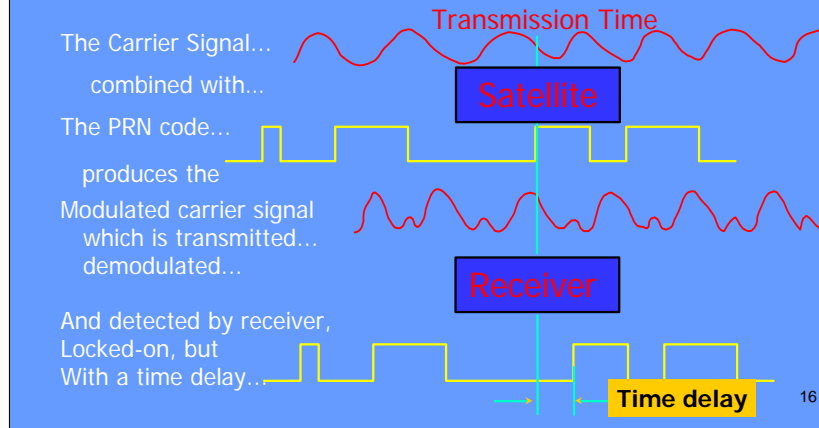 Transmission Time
The Carrier Signal...
combined with...
Satellite
The PRN code...
produces the
Modulated carrier signal
which is transmitted...
demodulated...
Receiver
And detected by receiver,
Locked-on, but
With a time delay...
Time delay
16